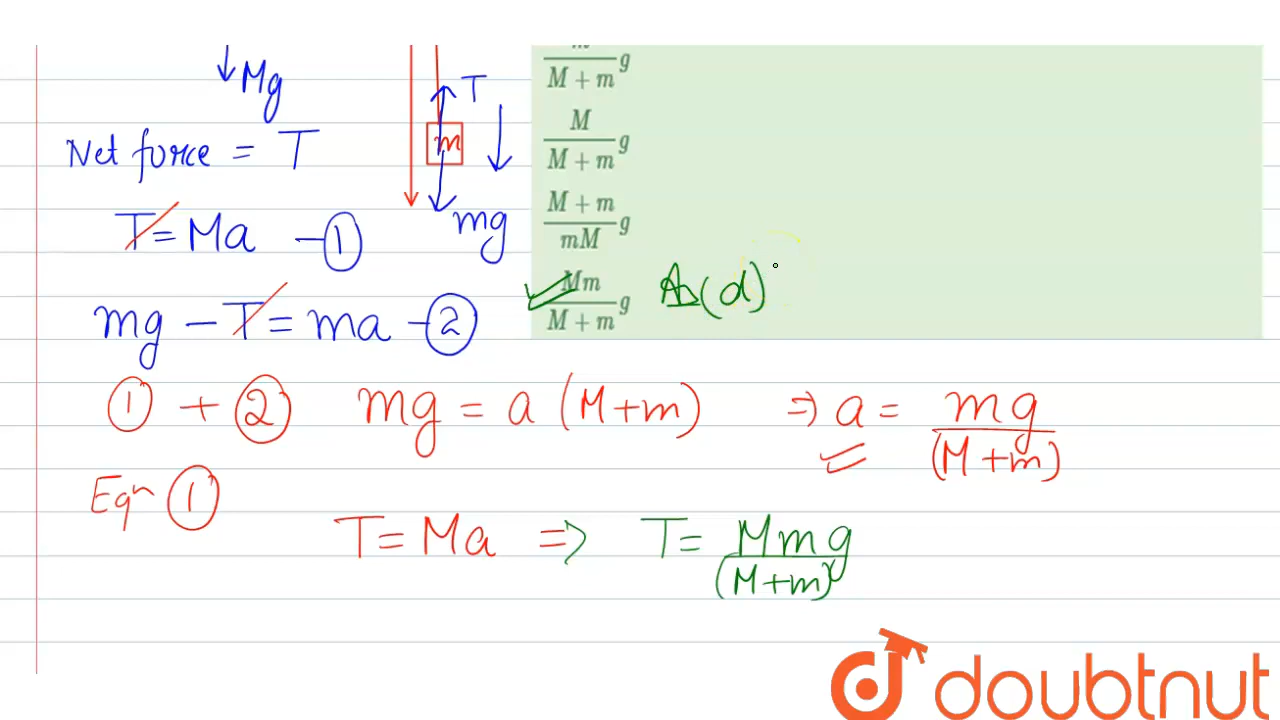 Mg
T
Net force = T
m
mg
T = Ma – ①
mg – T = ma – ②
① + ② mg = a (M+m) ⇒ a = mg/(M+m)
Eqn ①
T = Ma ⇒ T = Mmg/(M+m)
m/(M + m) g
M/(M + m) g
(M + m)/(mM) g
Mm/(M + m) g
(d)
doubtnut